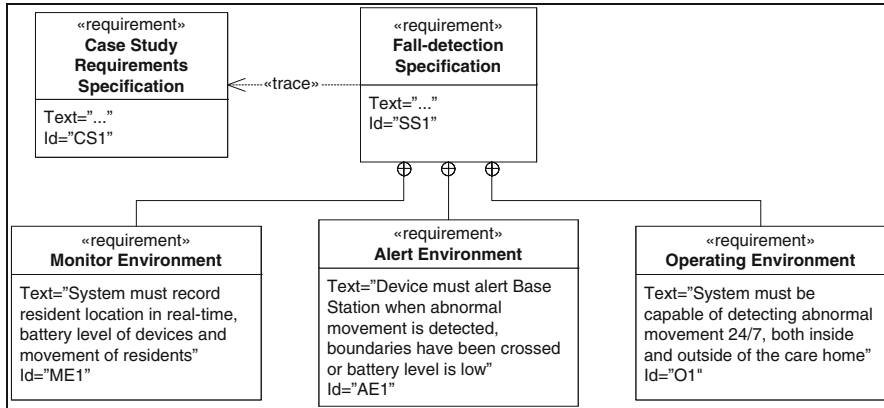 «requirement»
Case Study
Requirements
Specification
Text=”...”
Id=”CS1”
«trace»
«requirement»
Fall-detection
Specification
Text=”...”
Id=”SS1”
«requirement»
Monitor Environment
Text=”System must record
resident location in real-time,
battery level of devices and
movement of residents”
Id=”ME1”
«requirement»
Alert Environment
Text=”Device must alert Base
Station when abnormal
movement is detected,
boundaries have been crossed
or battery level is low”
Id=”AE1”
«requirement»
Operating Environment
Text=”System must be
capable of detecting abnormal
movement 24/7, both inside
and outside of the care home”
Id=”O1"